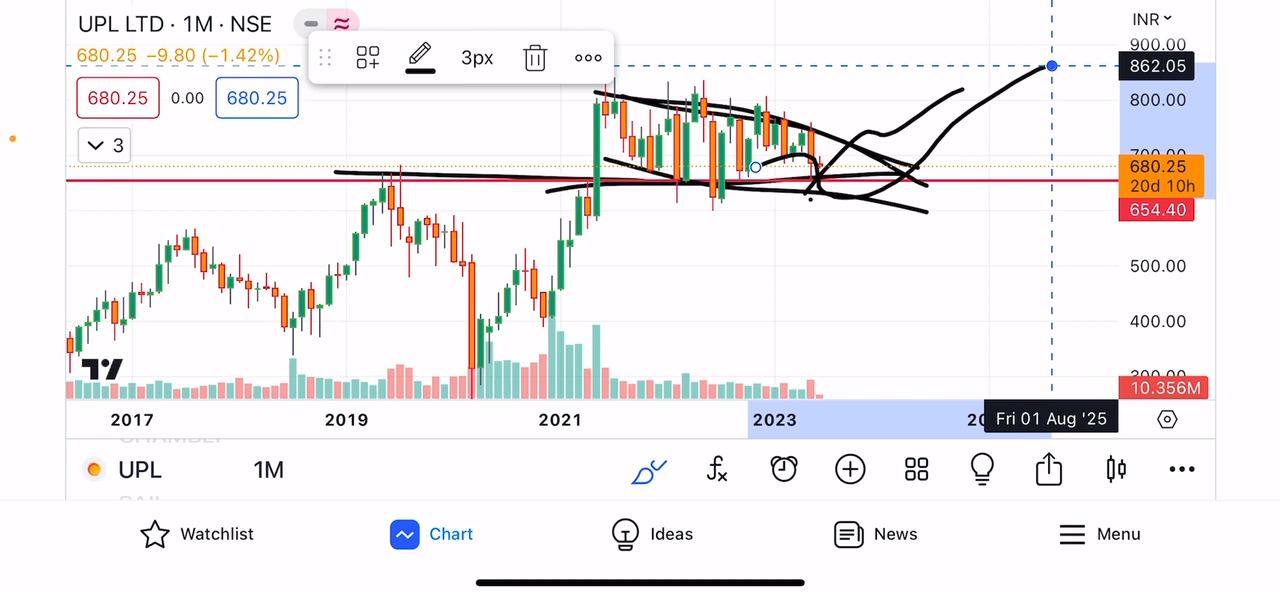 UPL LTD · 1M · NSE
INR
680.25 −9.80 (−1.42%)
3px
900.00
862.05
680.25 0.00 680.25
800.00
3
700.00
680.25
20d 10h
654.40
500.00
400.00
300.00
10.356M
2017 2019 2021 2023 20
Fri 01 Aug '25
UPL 1M
Watchlist Chart Ideas News Menu